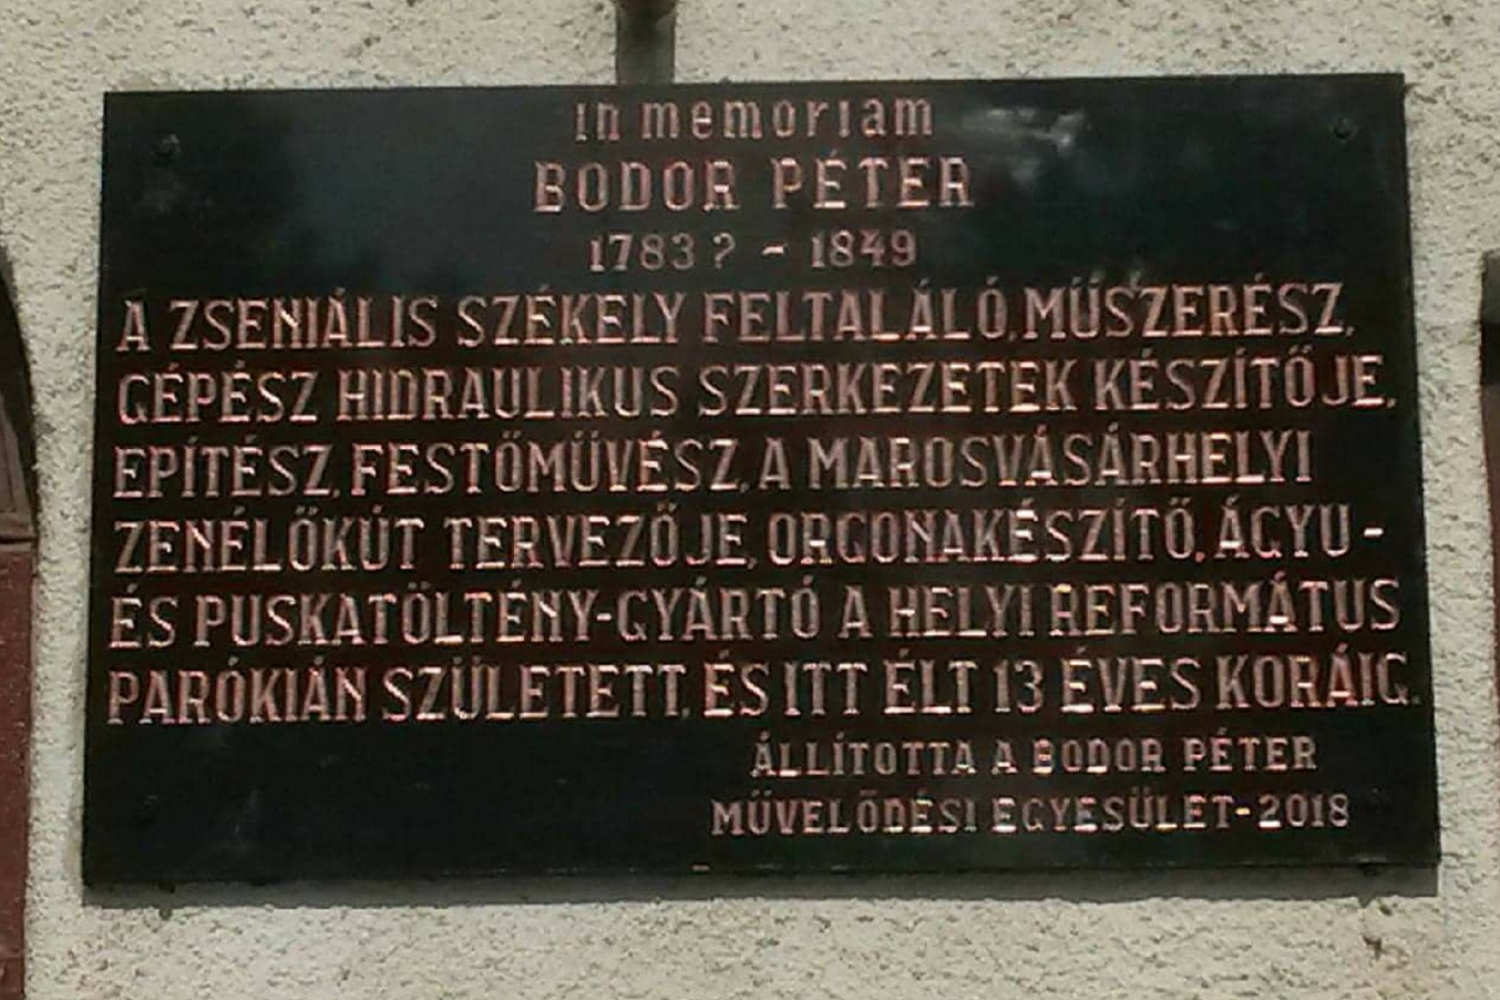 In memoriam
BODOR PÉTER
1783? - 1849
A ZSENIÁLIS SZÉKELY FELTALÁLÓ, MŰSZERÉSZ,
GÉPÉSZ HIDRAULIKUS SZERKEZETEK KÉSZÍTŐJE,
EPÍTÉSZ, FESTŐMŰVÉSZ, A MAROSVÁSÁRHELYI
ZENÉLŐKÚT TERVEZŐJE, ORGONAKÉSZÍTŐ, ÁGYU-
ÉS PUSKATÖLTÉNY-GYÁRTÓ A HELYI REFORMÁTUS
PARÓKIÁN SZÜLETETT, ÉS ITT ÉLT 13 ÉVES KORÁIG.
ÁLLÍTOTTA A BODOR PÉTER
MŰVELŐDÉSI EGYESÜLET-2018